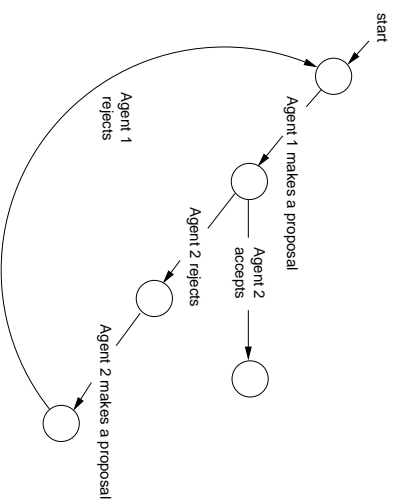 start
Agent 1 makes a proposal
Agent 2
accepts
Agent 2 rejects
Agent 2 makes a proposal
Agent 1
rejects